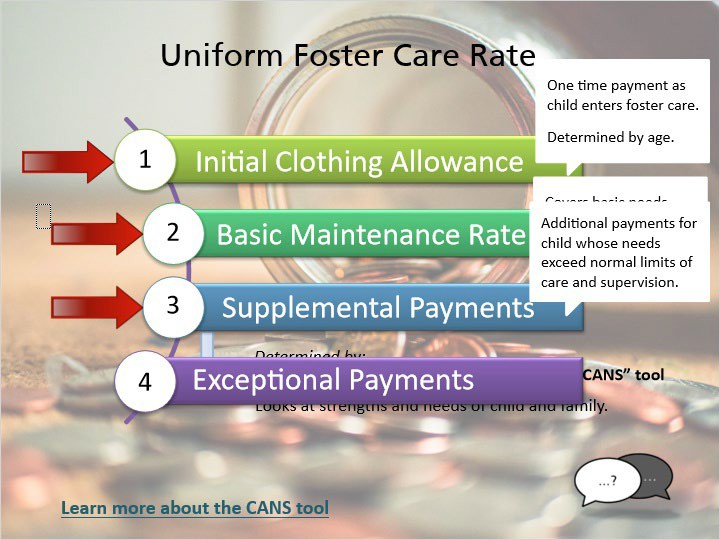 Uniform Foster Care Rate
One time payment as
child enters foster care.
Determined by age.
1
Initial Clothing Allowance
Covers basic needs
2
Basic Maintenance Rate
Additional payments for
child whose needs
exceed normal limits of
care and supervision.
3
Supplemental Payments
Determined by:
4
Exceptional Payments
CANS” tool
Looks at strengths and needs of child and family.
...?
...
Learn more about the CANS tool